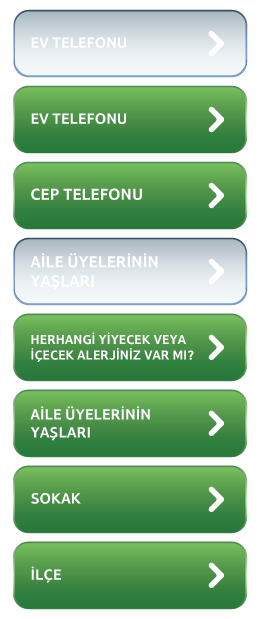 EV TELEFONU
EV TELEFONU
CEP TELEFONU
AİLE ÜYELERİNİN
YAŞLARI
HERHANGİ YİYECEK VEYA
İÇECEK ALERJİNİZ VAR MI?
AİLE ÜYELERİNİN
YAŞLARI
SOKAK
İLÇE